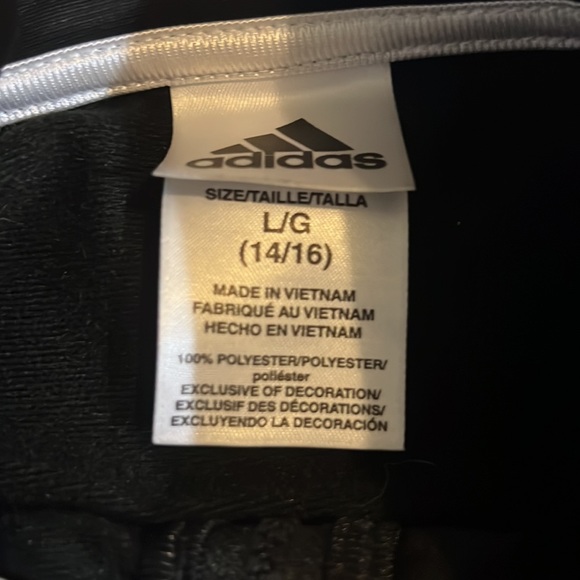 adidas
SIZE/TAILLE/TALLA
L/G
(14/16)
MADE IN VIETNAM
FABRIQUÉ AU VIETNAM
HECHO EN VIETNAM
100% POLYESTER/POLYESTER/
poliéster
EXCLUSIVE OF DECORATION/
EXCLUSIF DES DÉCORATIONS/
EXCLUYENDO LA DECORACIÓN